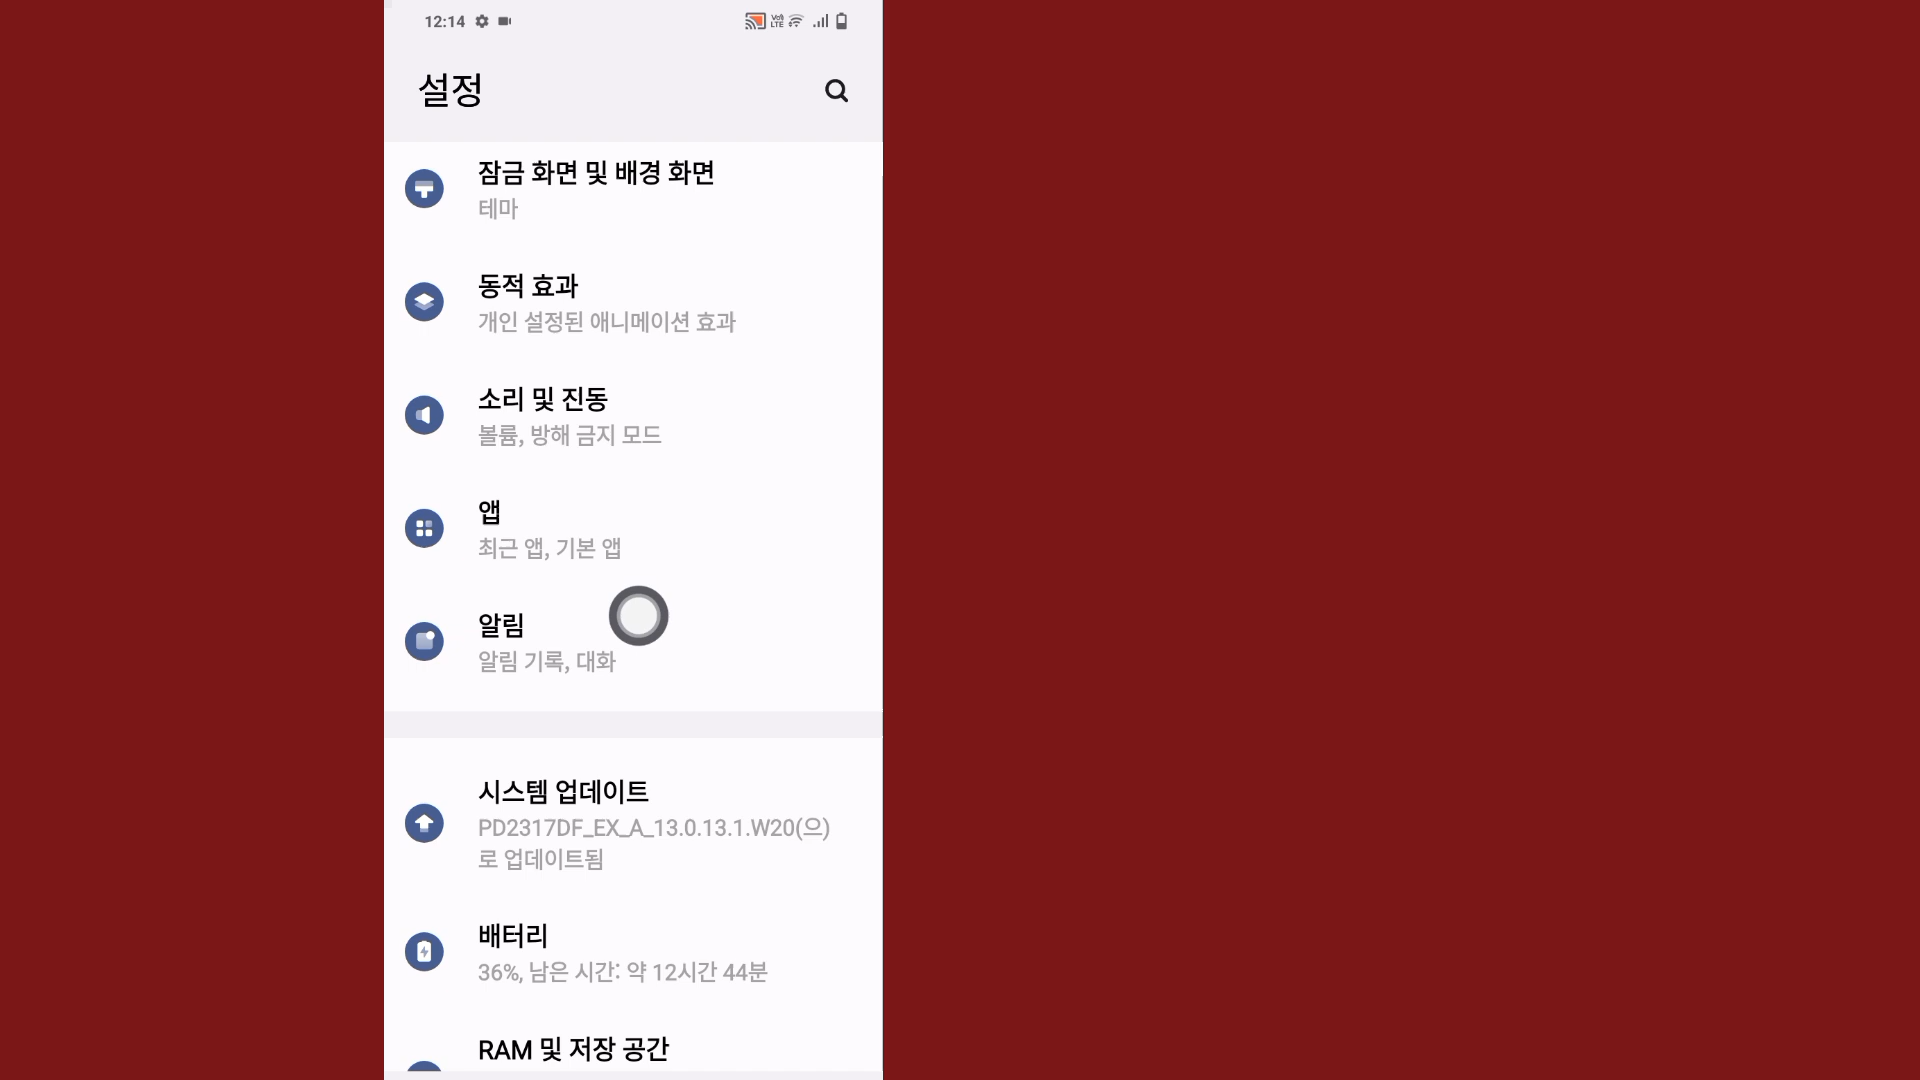 12:14
Vo) LTE
설정
잠금 화면 및 배경 화면
테마
동적 효과
개인 설정된 애니메이션 효과
소리 및 진동
볼륨, 방해 금지 모드
앱
최근 앱, 기본 앱
알림
알림 기록, 대화
시스템 업데이트
PD2317DF_EX_A_13.0.13.1.W20(으)
로 업데이트됨
배터리
36%, 남은 시간: 약 12시간 44분
RAM 및 저장 공간